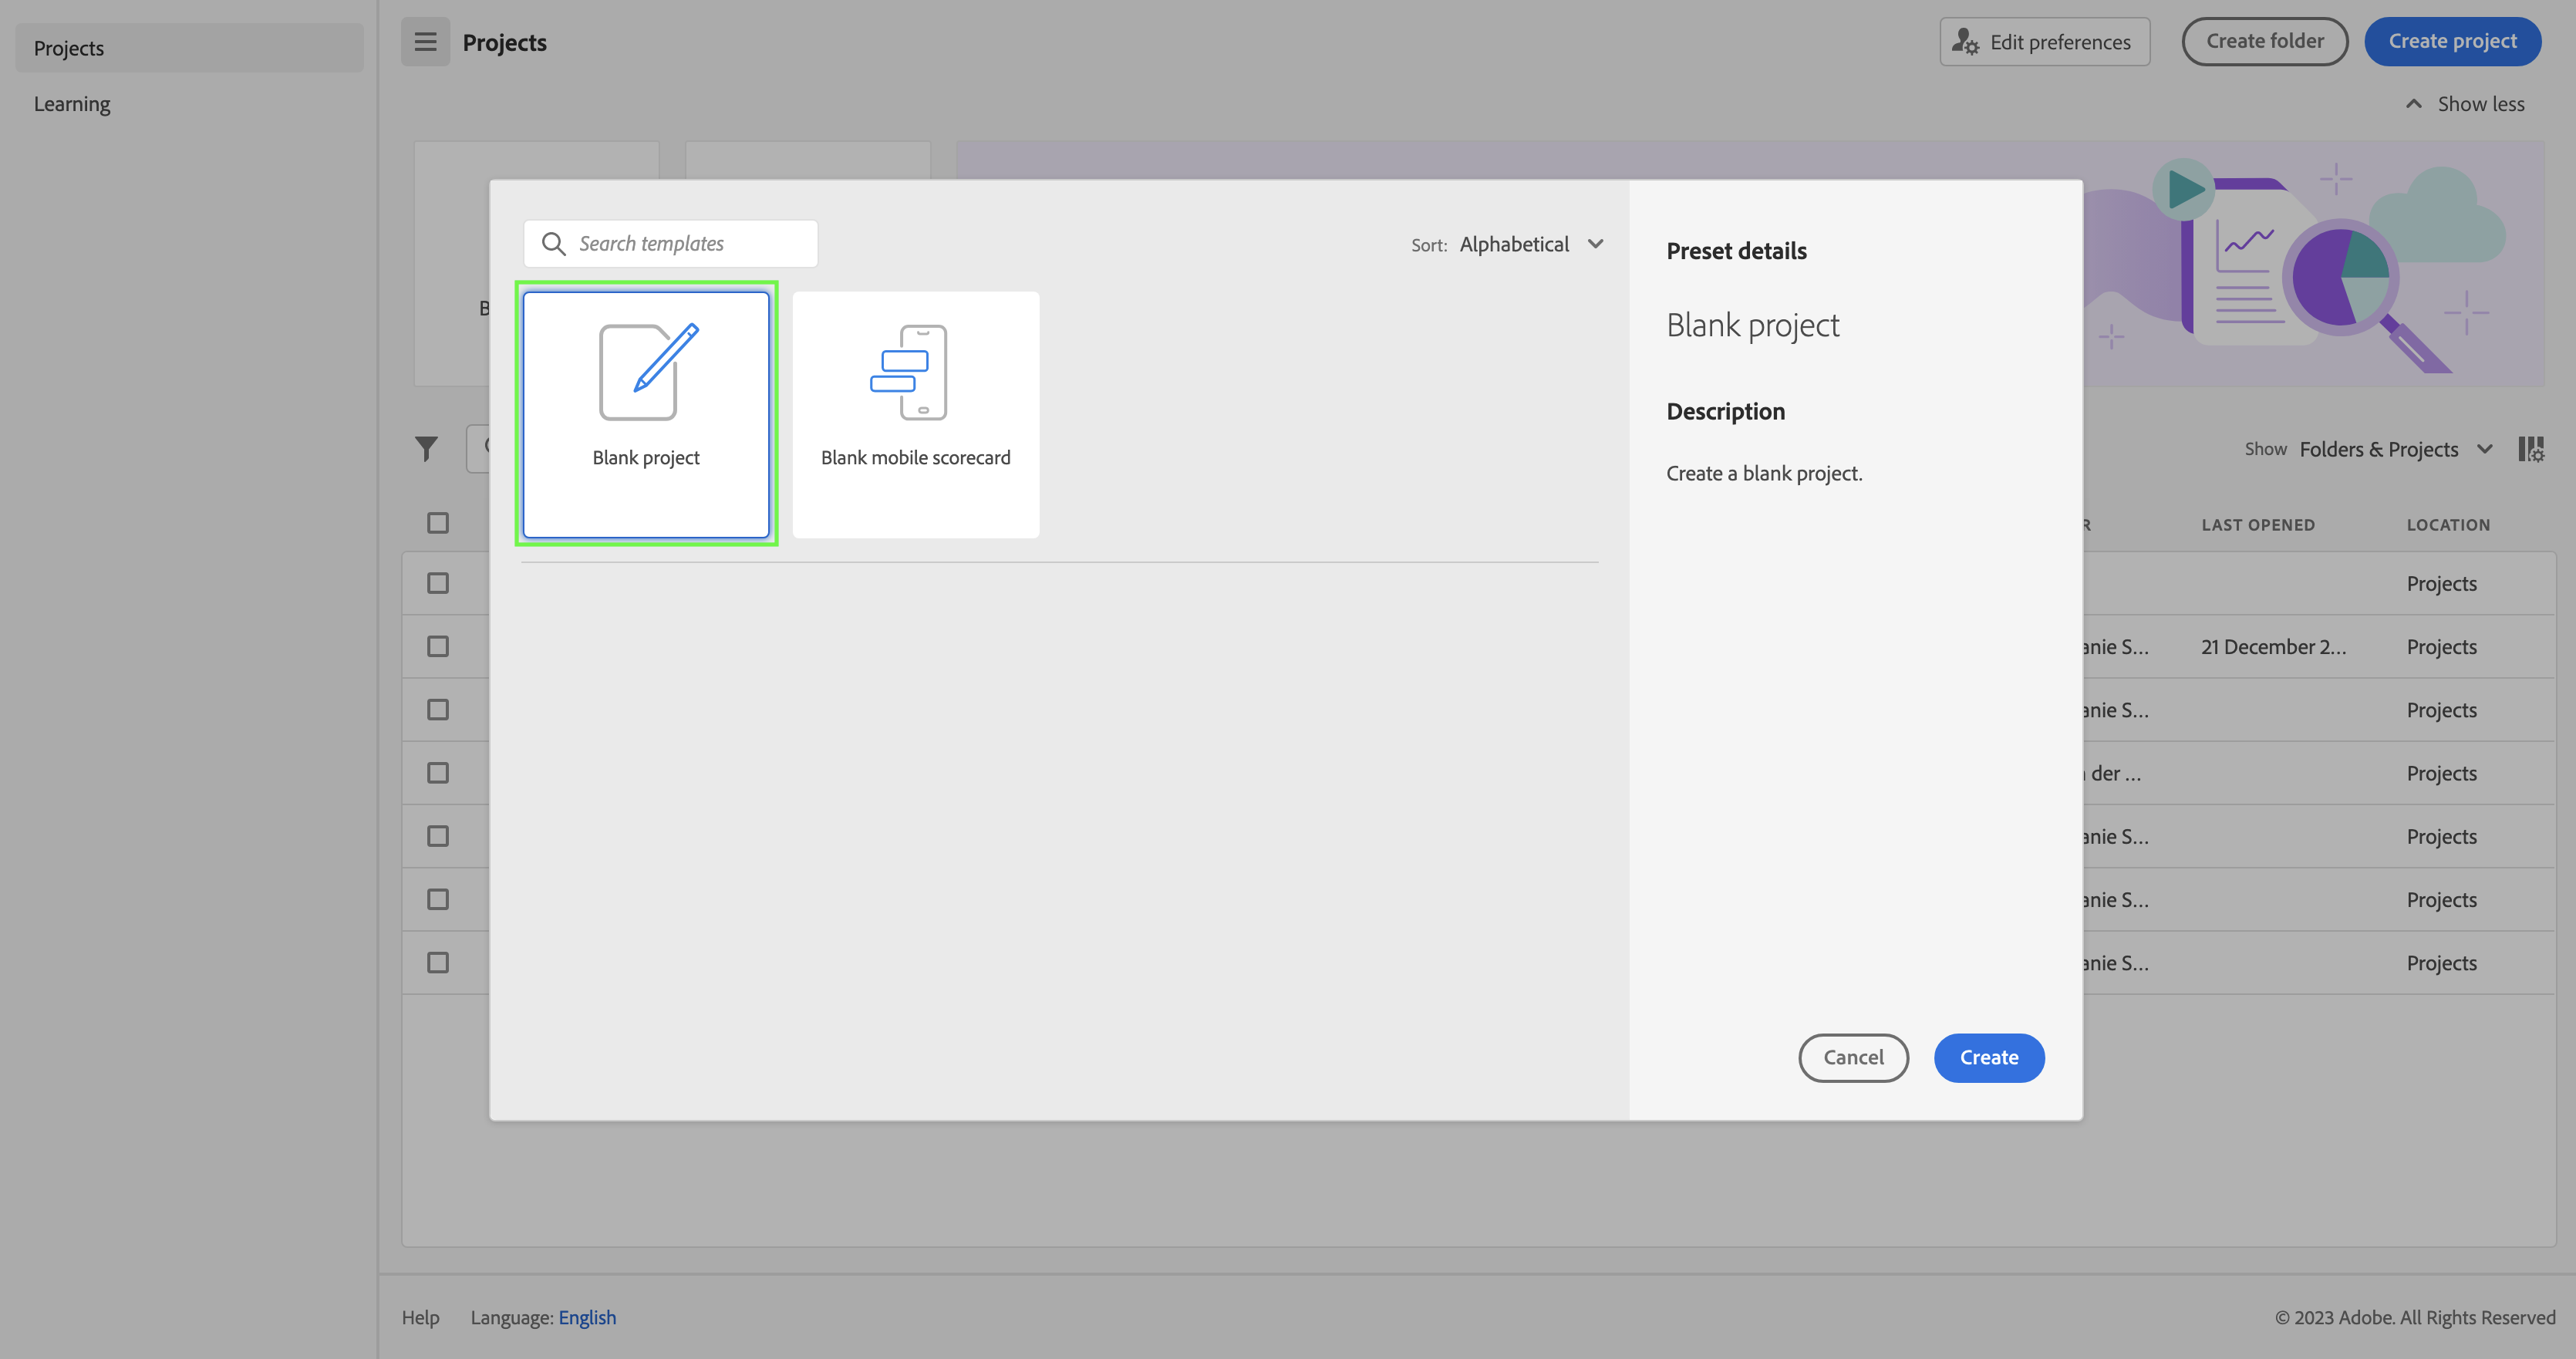 Projects
Learning
Projects
Edit preferences
Create folder
Create project
Show less
Search templates
Sort: Alphabetical
Blank project
Blank mobile scorecard
Preset details
Blank project
Description
Create a blank project.
Cancel
Create
Show Folders & Projects
LAST OPENED
LOCATION
Projects
anie S... 21 December 2... Projects
anie S... Projects
der ... Projects
anie S... Projects
anie S... Projects
anie S... Projects
Help
Language: English
© 2023 Adobe. All Rights Reserved